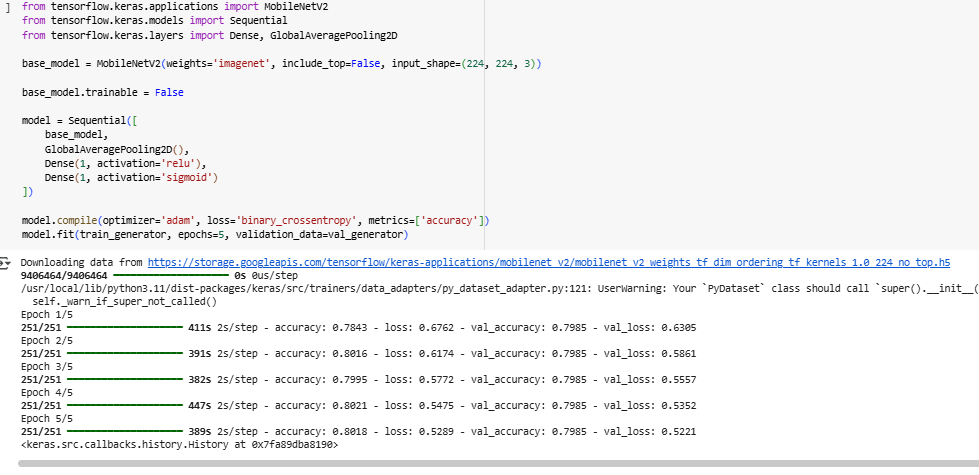 ]
from tensorflow.keras.applications import MobileNetV2
from tensorflow.keras.models import Sequential
from tensorflow.keras.layers import Dense, GlobalAveragePooling2D
base_model = MobileNetV2(weights='imagenet', include_top=False, input_shape=(224, 224, 3))
base_model.trainable = False
model = Sequential([
    base_model,
    GlobalAveragePooling2D(),
    Dense(1, activation='relu'),
    Dense(1, activation='sigmoid')
])
model.compile(optimizer='adam', loss='binary_crossentropy', metrics=['accuracy'])
model.fit(train_generator, epochs=5, validation_data=val_generator)
Downloading data from https://storage.googleapis.com/tensorflow/keras-applications/mobilenet_v2/mobilenet_v2_weights_tf_dim_ordering_tf_kernels_1.0_224_no_top.h5
9406464/9406464 ━━━━━━━━━━━━━━━━━━━━ 0s 0us/step
/usr/local/lib/python3.11/dist-packages/keras/src/trainers/data_adapters/py_dataset_adapter.py:121: UserWarning: Your `PyDataset` class should call `super().__init__(
  self._warn_if_super_not_called()
Epoch 1/5
251/251 ━━━━━━━━━━━━━━━━━━━━ 411s 2s/step - accuracy: 0.7843 - loss: 0.6762 - val_accuracy: 0.7985 - val_loss: 0.6305
Epoch 2/5
251/251 ━━━━━━━━━━━━━━━━━━━━ 391s 2s/step - accuracy: 0.8016 - loss: 0.6174 - val_accuracy: 0.7985 - val_loss: 0.5861
Epoch 3/5
251/251 ━━━━━━━━━━━━━━━━━━━━ 382s 2s/step - accuracy: 0.7995 - loss: 0.5772 - val_accuracy: 0.7985 - val_loss: 0.5557
Epoch 4/5
251/251 ━━━━━━━━━━━━━━━━━━━━ 447s 2s/step - accuracy: 0.8021 - loss: 0.5475 - val_accuracy: 0.7985 - val_loss: 0.5352
Epoch 5/5
251/251 ━━━━━━━━━━━━━━━━━━━━ 389s 2s/step - accuracy: 0.8018 - loss: 0.5289 - val_accuracy: 0.7985 - val_loss: 0.5221
<keras.src.callbacks.history.History at 0x7fa89dba8190>